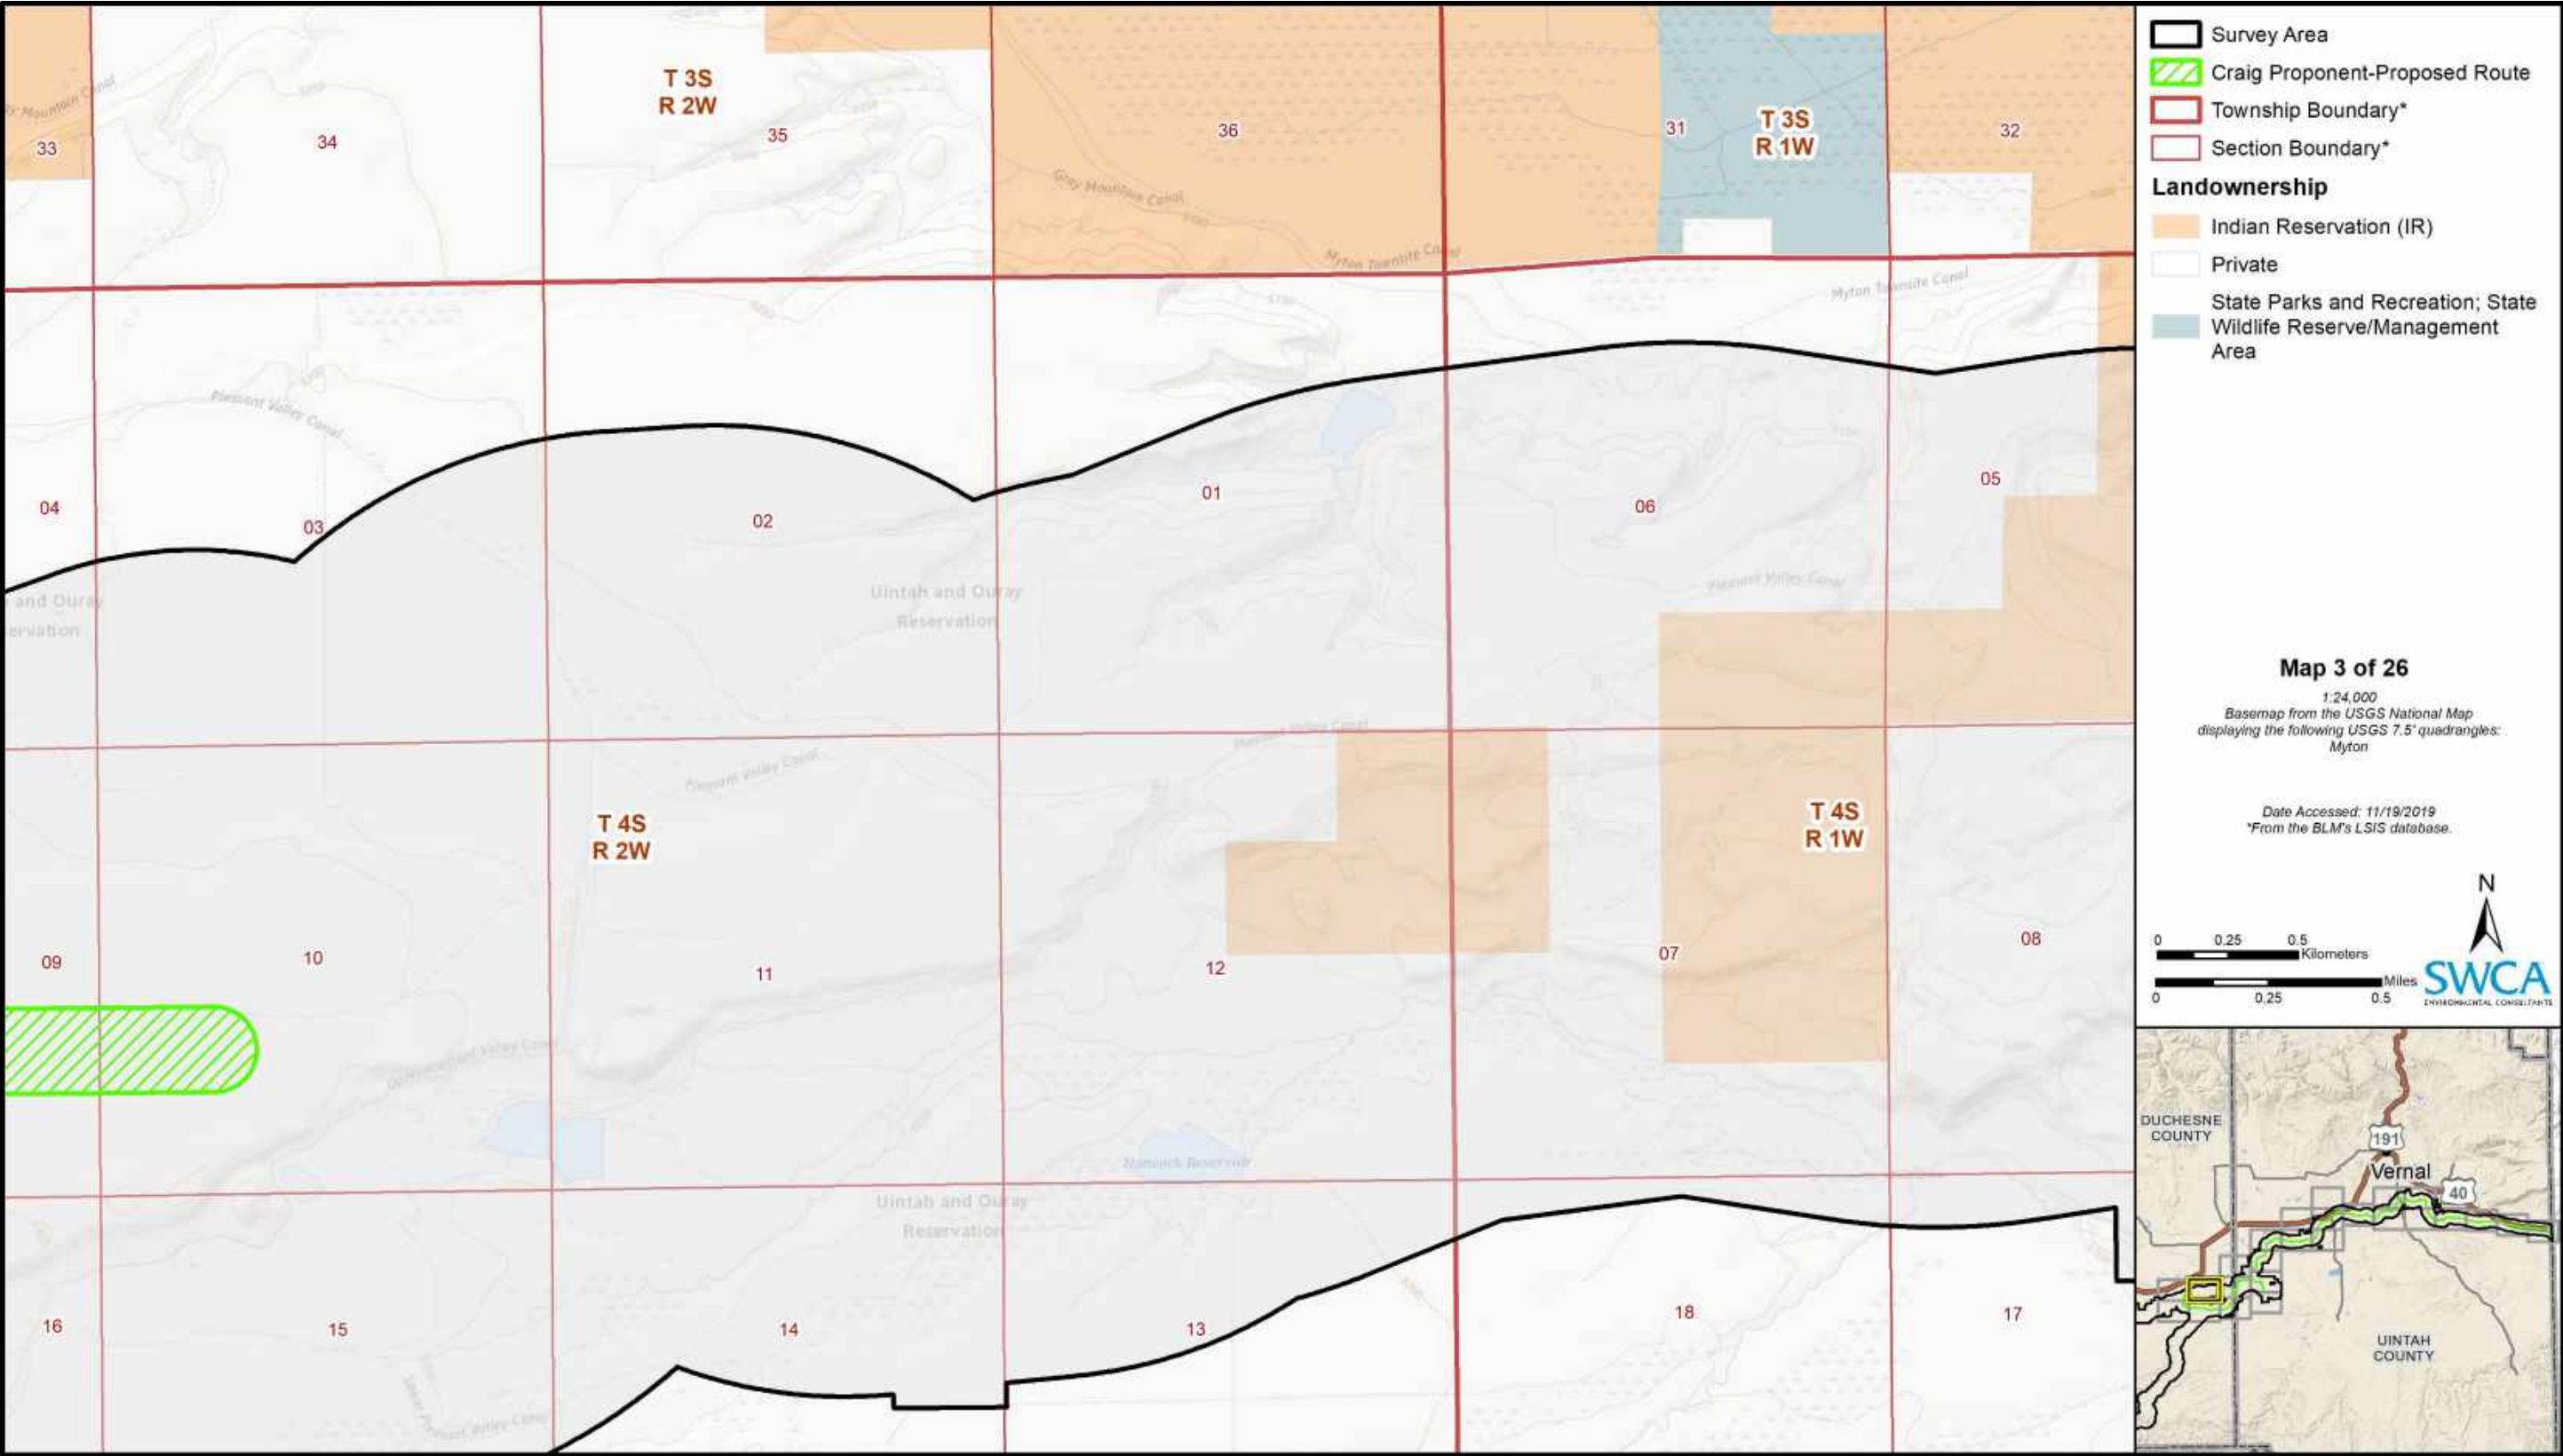 T 3S
R 2W
33
34
35
36
31
T 3S
R 1W
32
Gray Mountain Canal
Myton Townsite Canal
Myton Townsite Canal
Pleasant Valley Canal
04
03
02
01
06
05
and Ouray
ervation
Uintah and Ouray
Reservation
Pleasant Valley Canal
Pleasant Valley Canal
Pleasant Valley Canal
T 4S
R 2W
T 4S
R 1W
09
10
11
12
07
08
Uintah and Ouray
Reservation
16
15
14
13
18
17
Survey Area
Craig Proponent-Proposed Route
Township Boundary*
Section Boundary*
Landownership
Indian Reservation (IR)
Private
State Parks and Recreation; State
Wildlife Reserve/Management
Area
Map 3 of 26
1:24,000
Basemap from the USGS National Map
displaying the following USGS 7.5' quadrangles:
Myton
Date Accessed: 11/19/2019
*From the BLM's LSIS database.
N
0 0.25 0.5
Kilometers
Miles
0 0.25 0.5
SWCA
ENVIRONMENTAL CONSULTANTS
DUCHESNE
COUNTY
191
Vernal
40
UINTAH
COUNTY